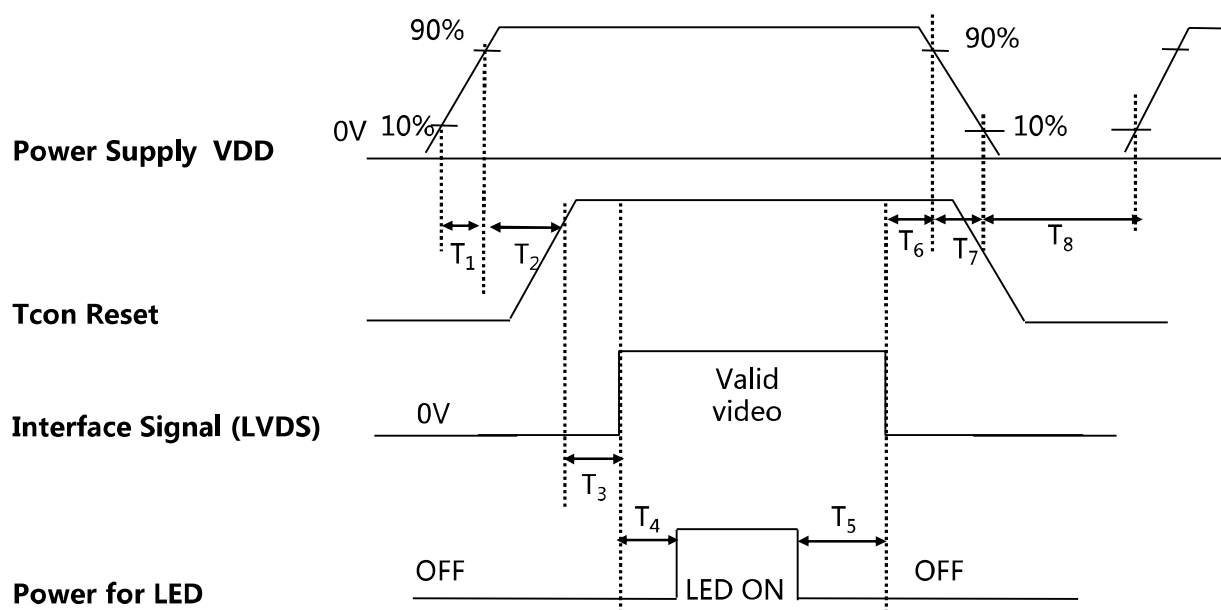 90%
90%
0V 10%
10%
Power Supply VDD
T1
T2
T6
T7
T8
Tcon Reset
Valid
video
0V
Interface Signal (LVDS)
T3
T4
T5
OFF
OFF
LED ON
Power for LED